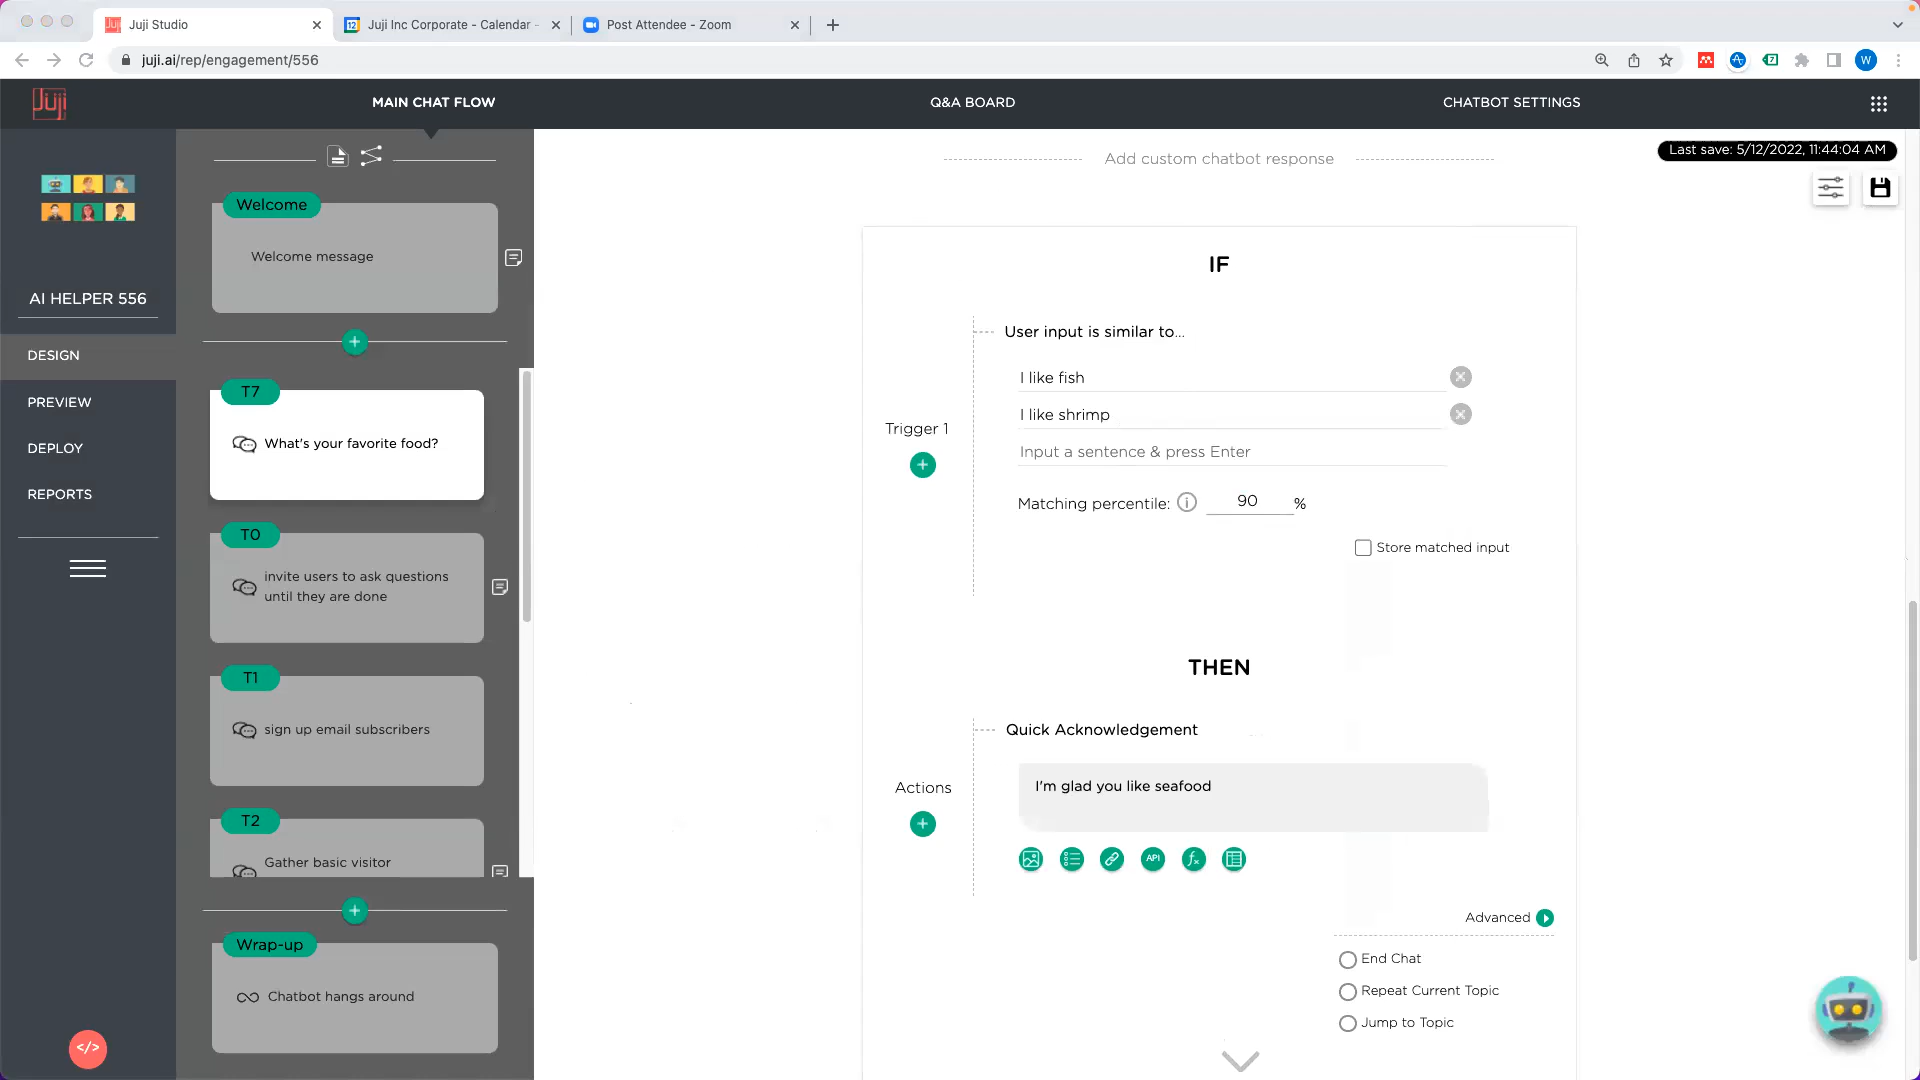 Juji Studio
Juji Inc Corporate - Calendar -
Post Attendee - Zoom
juji.ai/rep/engagement/556
W
Juji
MAIN CHAT FLOW
Q&A BOARD
CHATBOT SETTINGS
Last save: 5/12/2022, 11:44:04 AM
AI HELPER 556
DESIGN
PREVIEW
DEPLOY
REPORTS
</>
Welcome
Welcome message
T7
What's your favorite food?
T0
invite users to ask questions
until they are done
T1
sign up email subscribers
T2
Gather basic visitor
Wrap-up
Chatbot hangs around
Add custom chatbot response
IF
User input is similar to...
I like fish
I like shrimp
Trigger 1
Input a sentence & press Enter
Matching percentile: 90 %
Store matched input
THEN
Quick Acknowledgement
I'm glad you like seafood
Actions
API
fx
Advanced
End Chat
Repeat Current Topic
Jump to Topic